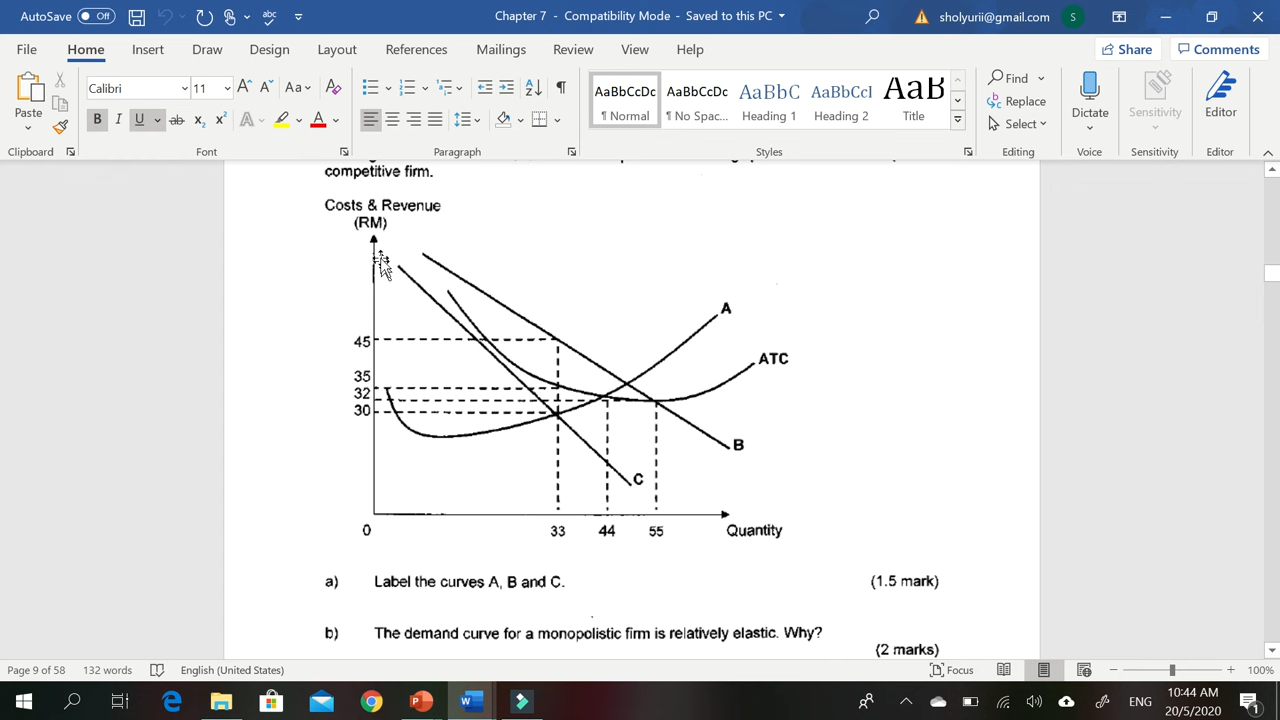 AutoSave Off
Chapter 7 - Compatibility Mode - Saved to this PC
sholyurii@gmail.com S
File Home Insert Draw Design Layout References Mailings Review View Help Share Comments
Paste
Calibri 11
Aa
AaBbCcDc AaBbCcDc AaBbC AaBbCcI AaB
¶ Normal ¶ No Spac... Heading 1 Heading 2 Title
Find
Replace
Select
Dictate
Sensitivity
Editor
Clipboard Font Paragraph Styles Editing Voice Sensitivity Editor
competitive firm.
Costs & Revenue
(RM)
A
45
ATC
35
32
30
B
C
0 33 44 55 Quantity
a) Label the curves A, B and C. (1.5 mark)
b) The demand curve for a monopolistic firm is relatively elastic. Why?
(2 marks)
Page 9 of 58 132 words English (United States) Focus 100%
ENG
10:44 AM
20/5/2020